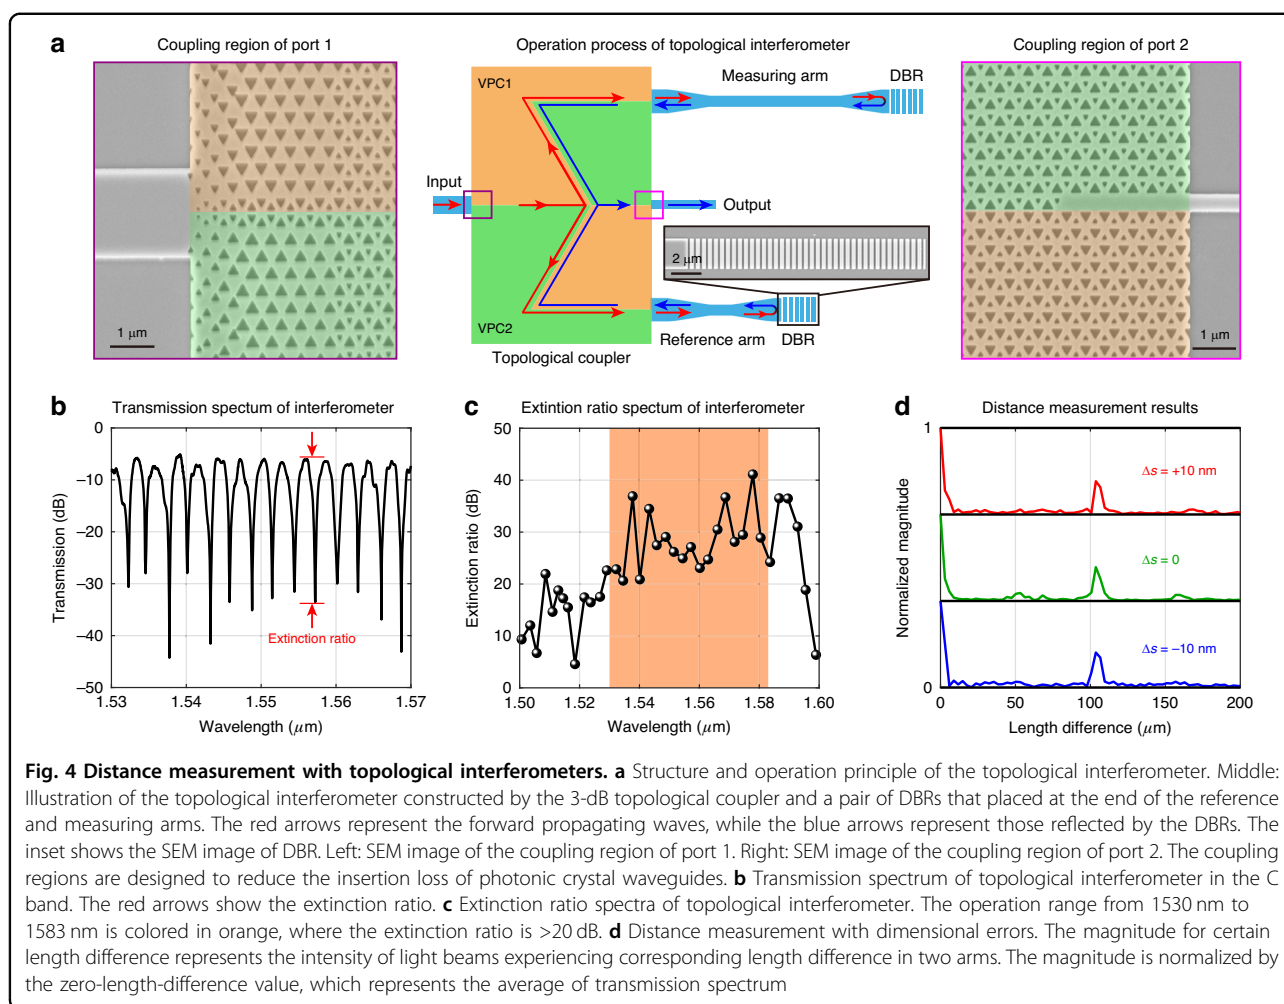 a
Coupling region of port 1
Operation process of topological interferometer
Coupling region of port 2
VPC1
Measuring arm
DBR
Input
Output
2 μm
VPC2
Reference arm
DBR
Topological coupler
1 μm
1 μm
b
Transmission spectrum of interferometer
0
–10
–20
–30
–40
–50
Transmission (dB)
Extinction ratio
1.53
1.54
1.55
1.56
1.57
Wavelength (μm)
c
Extintion ratio spectrum of interferometer
50
40
30
20
10
0
Extinction ratio (dB)
1.50
1.52
1.54
1.56
1.58
1.60
Wavelength (μm)
d
Distance measurement results
1
0
Normalized magnitude
Δs = +10 nm
Δs = 0
Δs = –10 nm
0
50
100
150
200
Length difference (μm)
Fig. 4 Distance measurement with topological interferometers. a Structure and operation principle of the topological interferometer. Middle:
Illustration of the topological interferometer constructed by the 3-dB topological coupler and a pair of DBRs that placed at the end of the reference
and measuring arms. The red arrows represent the forward propagating waves, while the blue arrows represent those reflected by the DBRs. The
inset shows the SEM image of DBR. Left: SEM image of the coupling region of port 1. Right: SEM image of the coupling region of port 2. The coupling
regions are designed to reduce the insertion loss of photonic crystal waveguides. b Transmission spectrum of topological interferometer in the C
band. The red arrows show the extinction ratio. c Extinction ratio spectra of topological interferometer. The operation range from 1530 nm to
1583 nm is colored in orange, where the extinction ratio is >20 dB. d Distance measurement with dimensional errors. The magnitude for certain
length difference represents the intensity of light beams experiencing corresponding length difference in two arms. The magnitude is normalized by
the zero-length-difference value, which represents the average of transmission spectrum